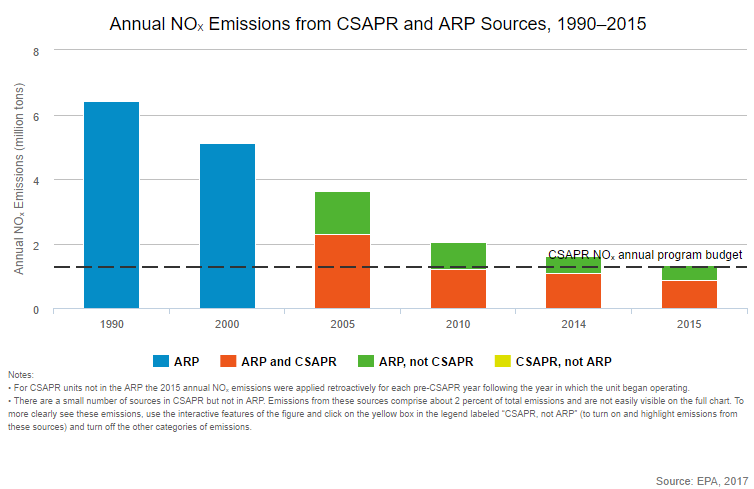 Annual NOₓ Emissions from CSAPR and ARP Sources, 1990–2015
Annual NOₓ Emissions (million tons)
8
6
4
2
0
CSAPR NOₓ annual program budget
1990
2000
2005
2010
2014
2015
ARP
ARP and CSAPR
ARP, not CSAPR
CSAPR, not ARP
Notes:
• For CSAPR units not in the ARP the 2015 annual NOₓ emissions were applied retroactively for each pre-CSAPR year following the year in which the unit began operating.
• There are a small number of sources in CSAPR but not in ARP. Emissions from these sources comprise about 2 percent of total emissions and are not easily visible on the full chart. To
more clearly see these emissions, use the interactive features of the figure and click on the yellow box in the legend labeled "CSAPR, not ARP" (to turn on and highlight emissions from
these sources) and turn off the other categories of emissions.
Source: EPA, 2017